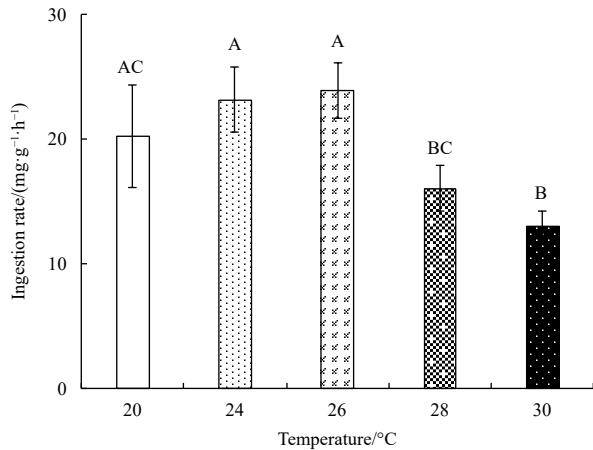 30
20
10
0
Ingestion rate/(mg·g⁻¹·h⁻¹)
AC
A
A
BC
B
20 24 26 28 30
Temperature/°C